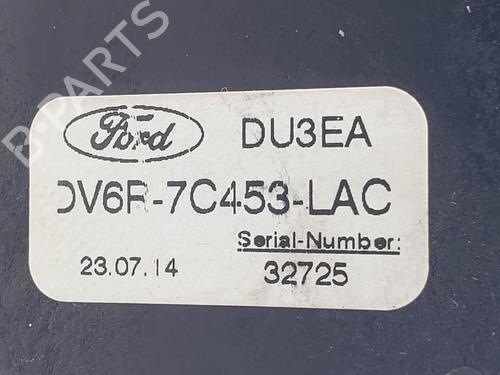 B-PARTS
Ford DU3EA
DV6R-7C453-LAC
Serial-Number:
23.07.14 32725